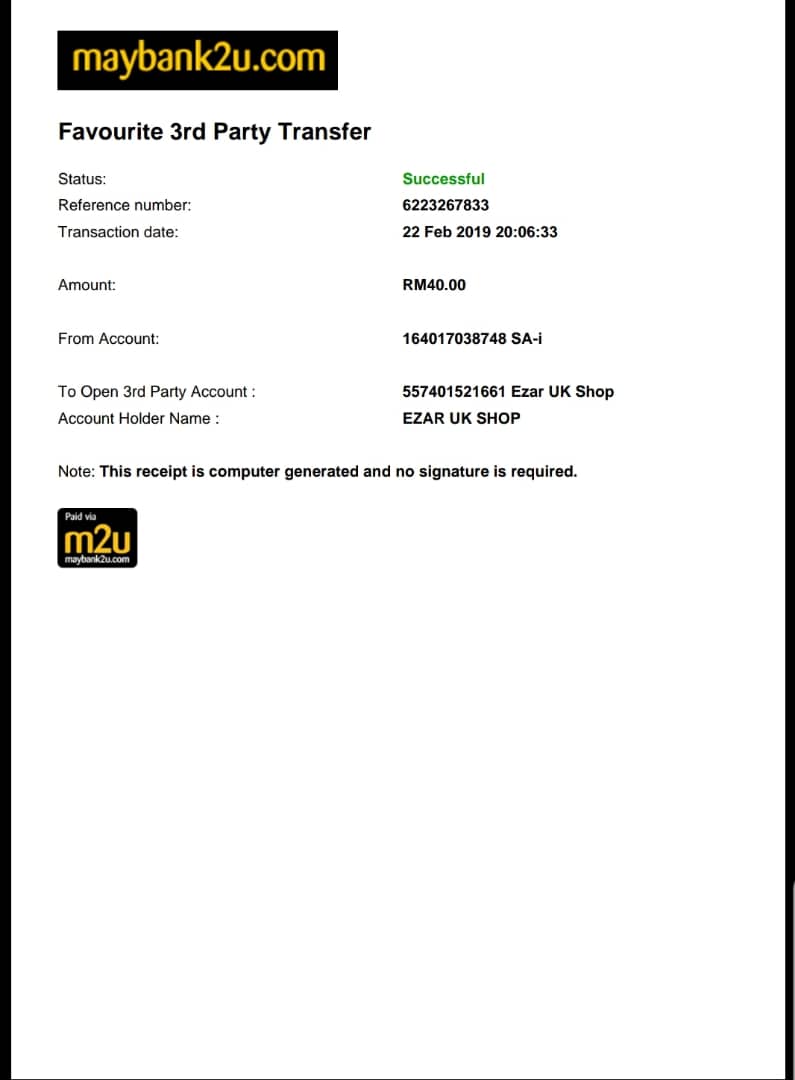 maybank2u.com
Favourite 3rd Party Transfer
Status: Successful
Reference number: 6223267833
Transaction date: 22 Feb 2019 20:06:33
Amount: RM40.00
From Account: 164017038748 SA-i
To Open 3rd Party Account : 557401521661 Ezar UK Shop
Account Holder Name : EZAR UK SHOP
Note: This receipt is computer generated and no signature is required.
Paid via
m2u
maybank2u.com